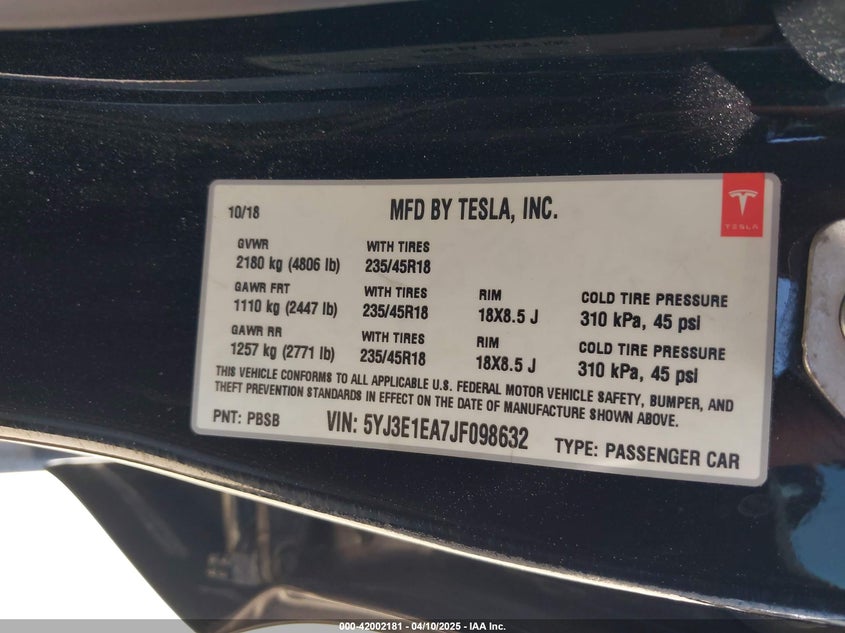 10/18 MFD BY TESLA, INC.
TESLA
GVWR WITH TIRES
2180 kg (4806 lb) 235/45R18
GAWR FRT WITH TIRES RIM COLD TIRE PRESSURE
1110 kg (2447 lb) 235/45R18 18X8.5 J 310 kPa, 45 psi
GAWR RR WITH TIRES RIM COLD TIRE PRESSURE
1257 kg (2771 lb) 235/45R18 18X8.5 J 310 kPa, 45 psi
THIS VEHICLE CONFORMS TO ALL APPLICABLE U.S. FEDERAL MOTOR VEHICLE SAFETY, BUMPER, AND
THEFT PREVENTION STANDARDS IN EFFECT ON THE DATE OF MANUFACTURE SHOWN ABOVE.
PNT: PBSB VIN: 5YJ3E1EA7JF098632 TYPE: PASSENGER CAR
000-42002181 - 04/10/2025 - IAA Inc.